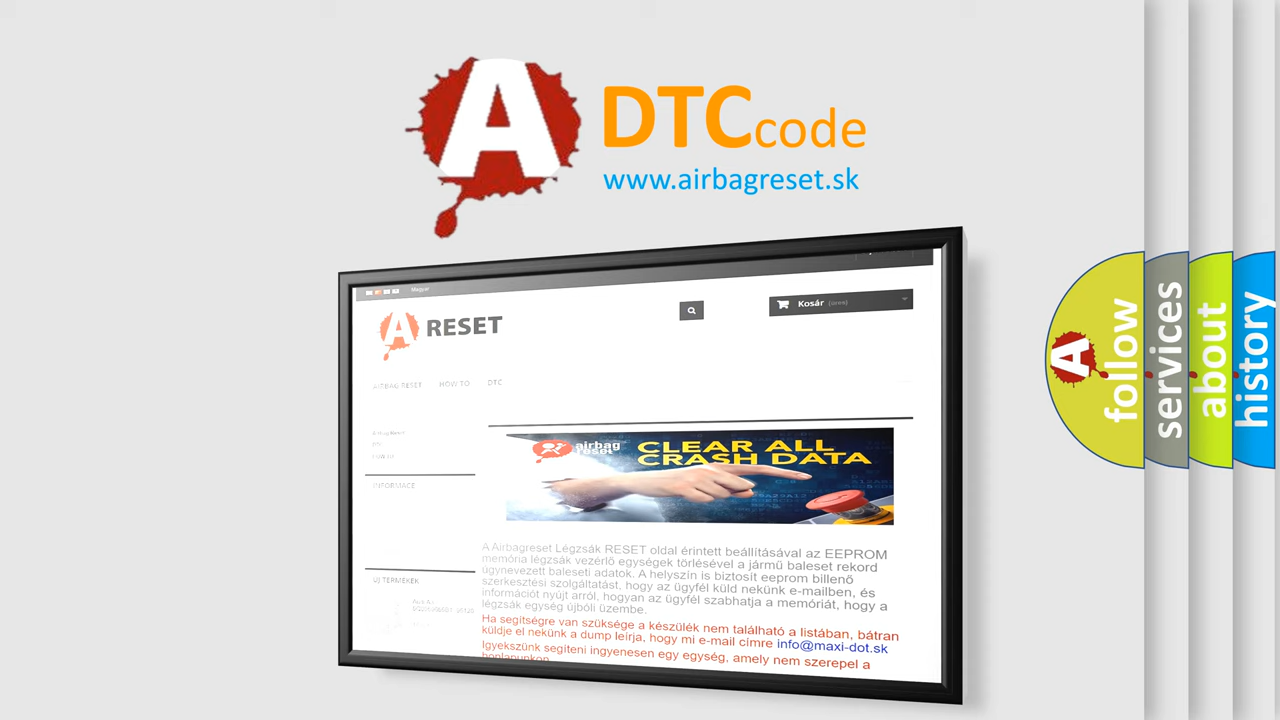 A
DTCcode
www.airbagreset.sk
Magyar
A RESET
Kosár (üres)
AIRBAG RESET HOW TO DTC
INFORMACE
airbag
reset
CLEAR ALL
CRASH DATA
A Airbagreset Légzsák RESET oldal érintett beállításával az EEPROM
memória légzsák vezérlő egységek törlésével a jármű baleset rekord
úgynevezett baleseti adatok. A helyszín is biztosít eeprom billenő
szerkesztési szolgáltatást, hogy az ügyfél küld nekünk e-mailben, és
információt nyújt arról, hogyan az ügyfél szabhatja a memóriát, hogy a
légzsák egység újbóli üzembe.
Ha segítségre van szüksége a készülék nem található a listában, bátran
küldje el nekünk a dump leírja, hogy mi e-mail címre info@maxi-dot.sk
Igyekszünk segíteni ingyenesen egy egység, amely nem szerepel a
honlapunkon
ÚJ TERMÉKEK
A
follow
services
about
history